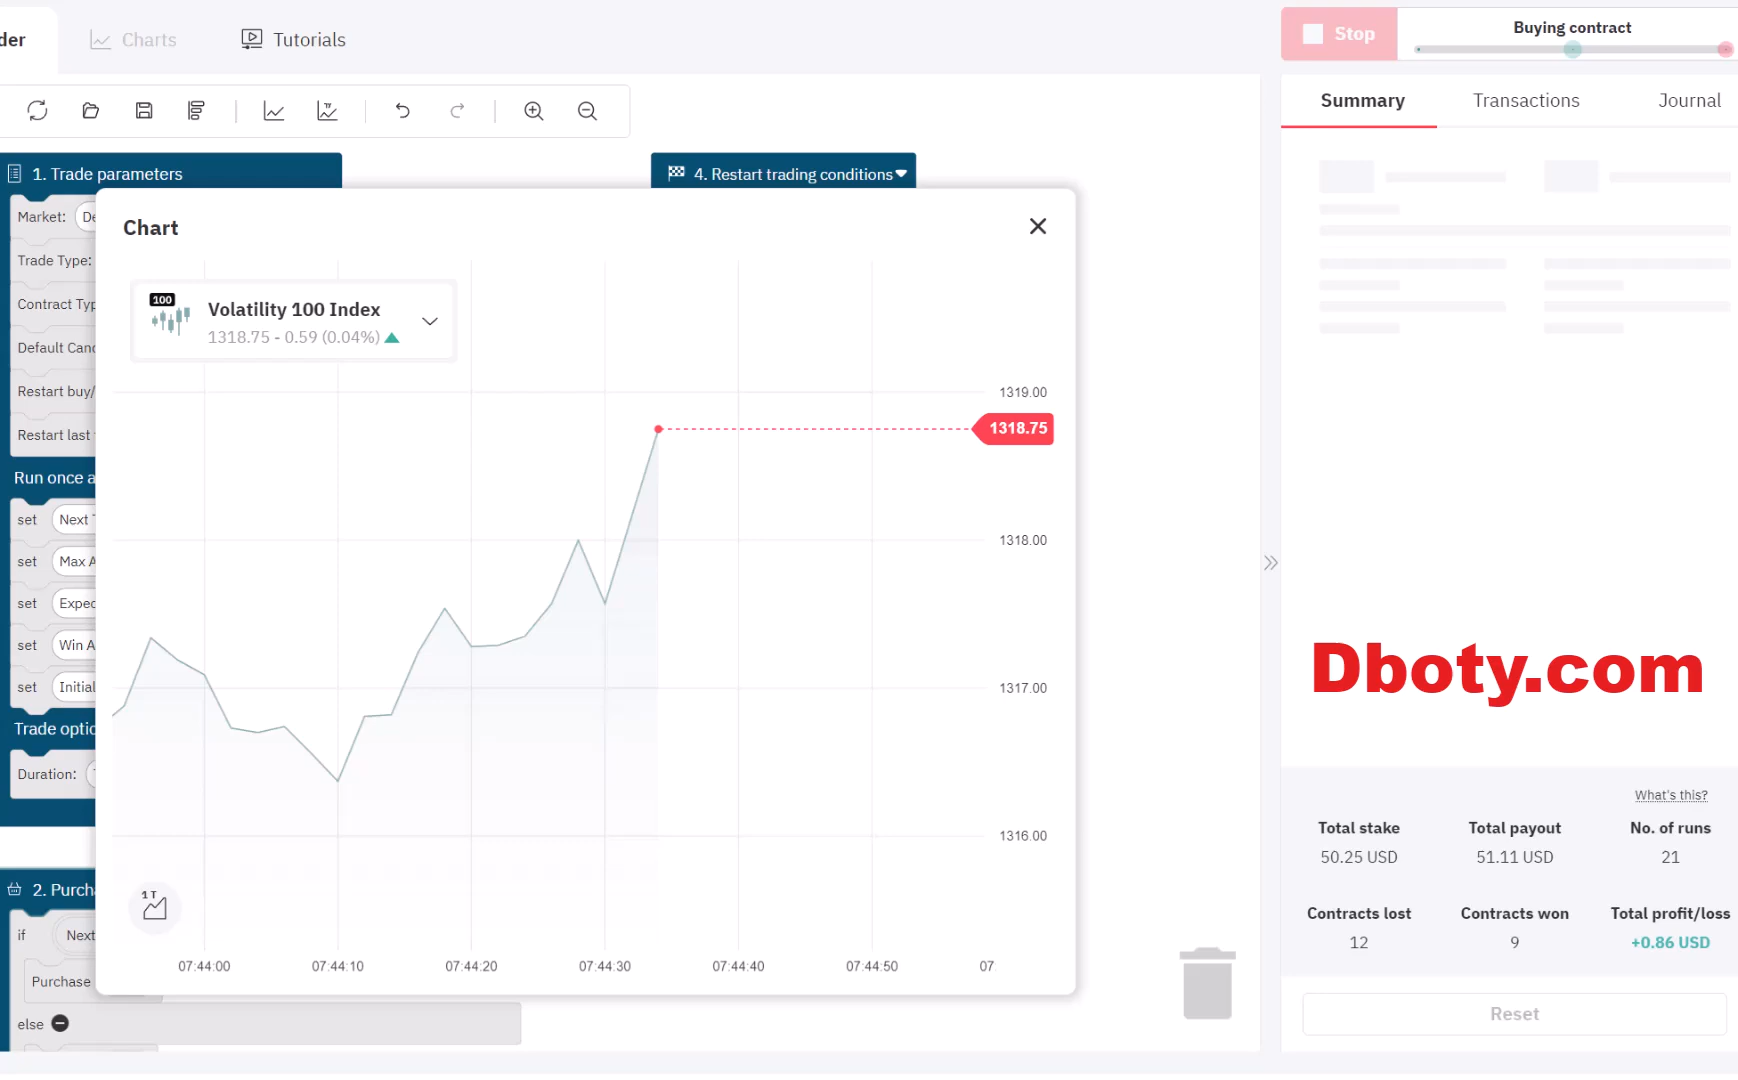 der
Charts
Tutorials
Stop
Buying contract
Summary
Transactions
Journal
1. Trade parameters
4. Restart trading conditions
Market:
Trade Type:
Contract Typ
Default Canc
Restart buy/
Restart last
Run once a
set Next
set Max A
set Expec
set Win A
set Initial
Trade optio
Duration:
2. Purcha
if Next
Purchase
else
Chart
100
Volatility 100 Index
1318.75 - 0.59 (0.04%)
1319.00
1318.75
1318.00
1317.00
1316.00
1 T
07:44:00
07:44:10
07:44:20
07:44:30
07:44:40
07:44:50
07:
Dboty.com
What's this?
Total stake
50.25 USD
Total payout
51.11 USD
No. of runs
21
Contracts lost
12
Contracts won
9
Total profit/loss
+0.86 USD
Reset